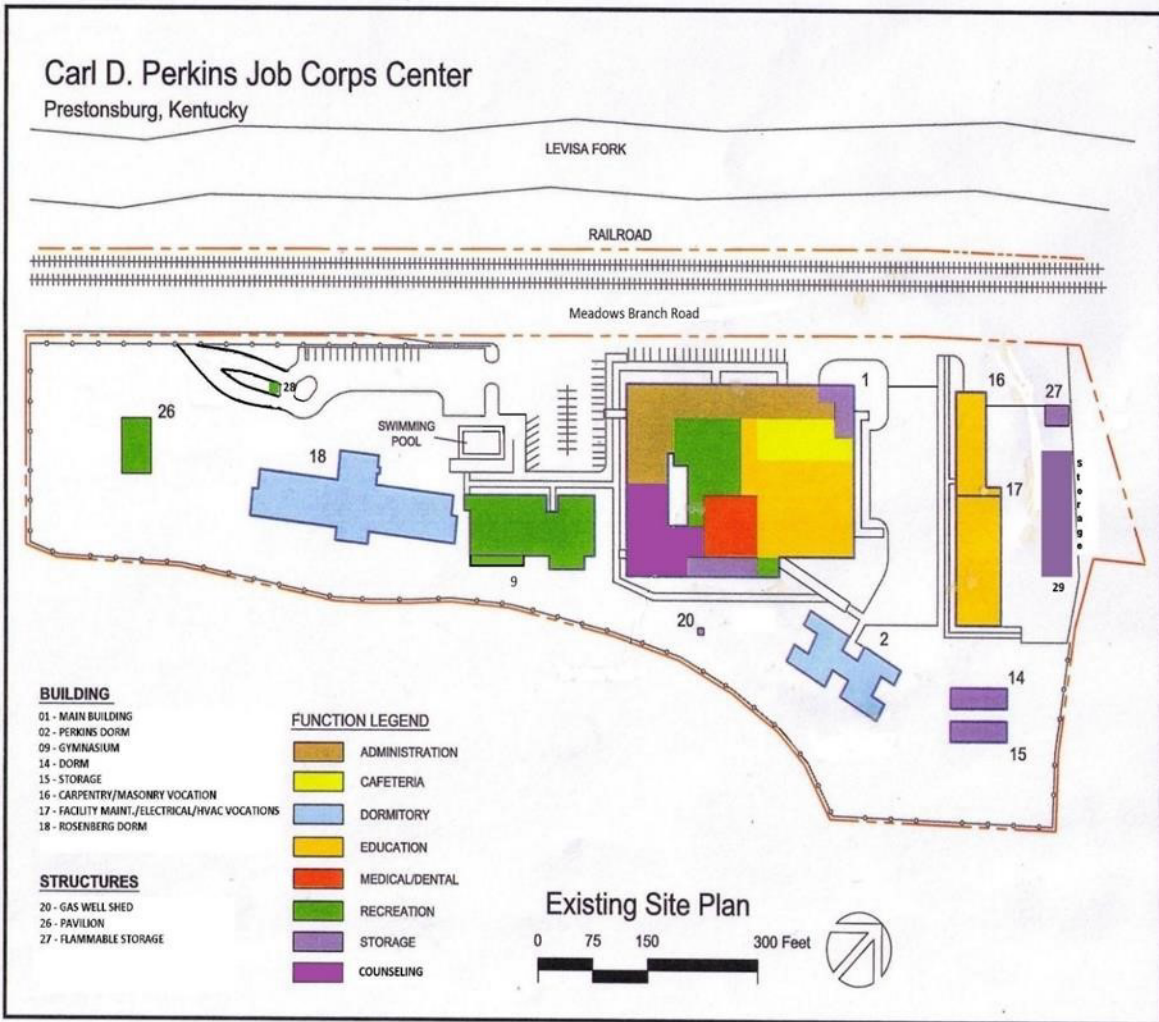 Carl D. Perkins Job Corps Center
Prestonsburg, Kentucky
LEVISA FORK
RAILROAD
Meadows Branch Road
28
26
SWIMMING
POOL
18
9
1
16
27
17
Storage
29
20
2
14
15
BUILDING
01 - MAIN BUILDING
02 - PERKINS DORM
09 - GYMNASIUM
14 - DORM
15 - STORAGE
16 - CARPENTRY/MASONRY VOCATION
17 - FACILITY MAINT./ELECTRICAL/HVAC VOCATIONS
18 - ROSENBERG DORM
STRUCTURES
20 - GAS WELL SHED
26 - PAVILION
27 - FLAMMABLE STORAGE
FUNCTION LEGEND
ADMINISTRATION
CAFETERIA
DORMITORY
EDUCATION
MEDICAL/DENTAL
RECREATION
STORAGE
COUNSELING
Existing Site Plan
0 75 150 300 Feet